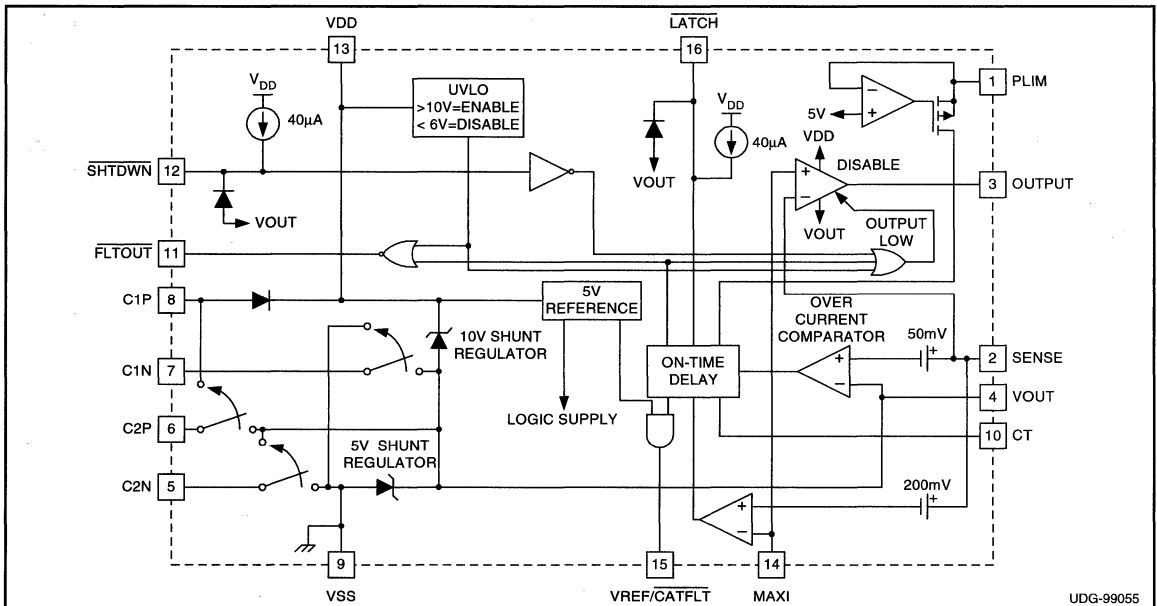 VDD
LATCH
13
16
V_DD
40µA
UVLO
>10V=ENABLE
< 6V=DISABLE
V_DD
40µA
1 PLIM
5V
VDD
DISABLE
SHTDWN 12
VOUT
VOUT
3 OUTPUT
VOUT
OUTPUT
LOW
FLTOUT 11
C1P 8
5V
REFERENCE
OVER
CURRENT
COMPARATOR
10V SHUNT
REGULATOR
50mV
2 SENSE
C1N 7
ON-TIME
DELAY
4 VOUT
LOGIC SUPPLY
C2P 6
10 CT
5V SHUNT
REGULATOR
C2N 5
200mV
9
15
14
VSS
VREF/CATFLT
MAXI
UDG-99055